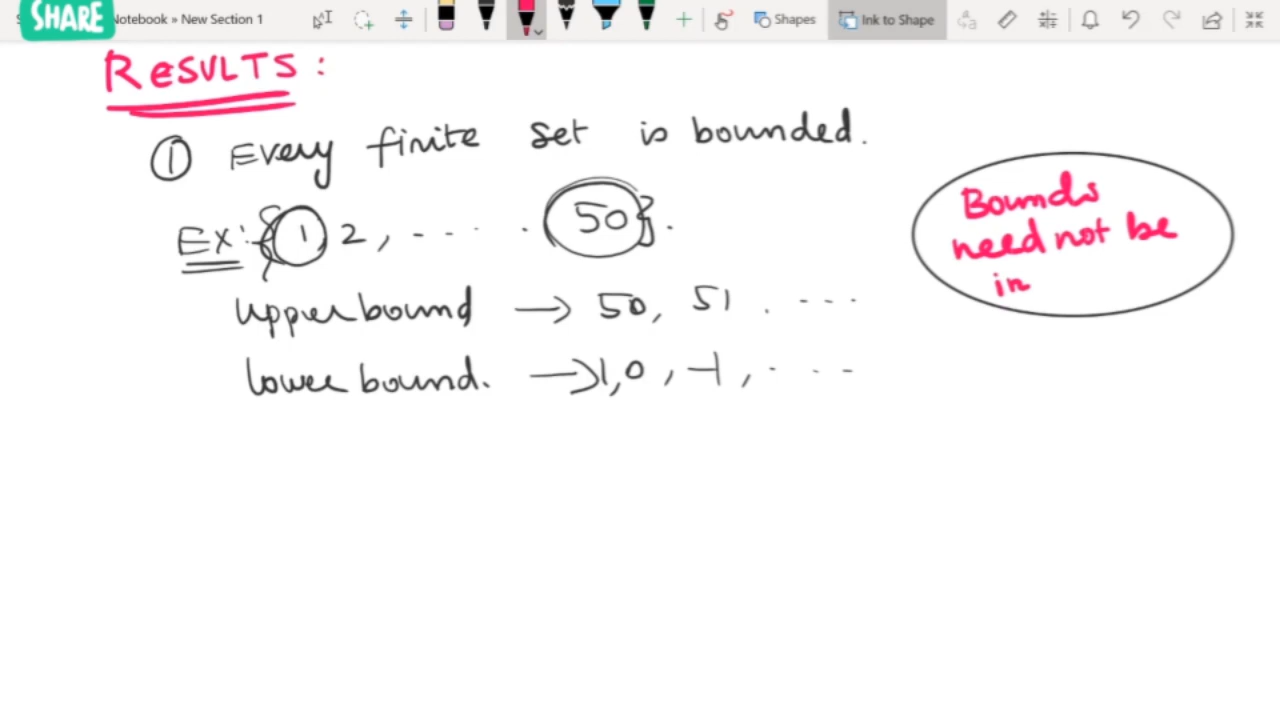 SHARE
Notebook » New Section 1
Shapes
Ink to Shape
RESULTS :
① Every finite set is bounded.
Ex: {1, 2, ..... 50}.
upper bound → 50, 51 . ...
lower bound. → 1, 0, -1, ....
Bounds
need not be
in